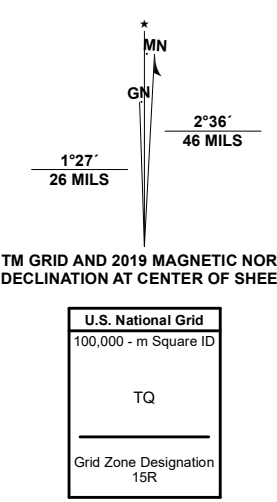 ★
MN
GN
2°36´
46 MILS
1°27´
26 MILS
TM GRID AND 2019 MAGNETIC NOR
DECLINATION AT CENTER OF SHEE
U.S. National Grid
100,000 - m Square ID
TQ
Grid Zone Designation
15R